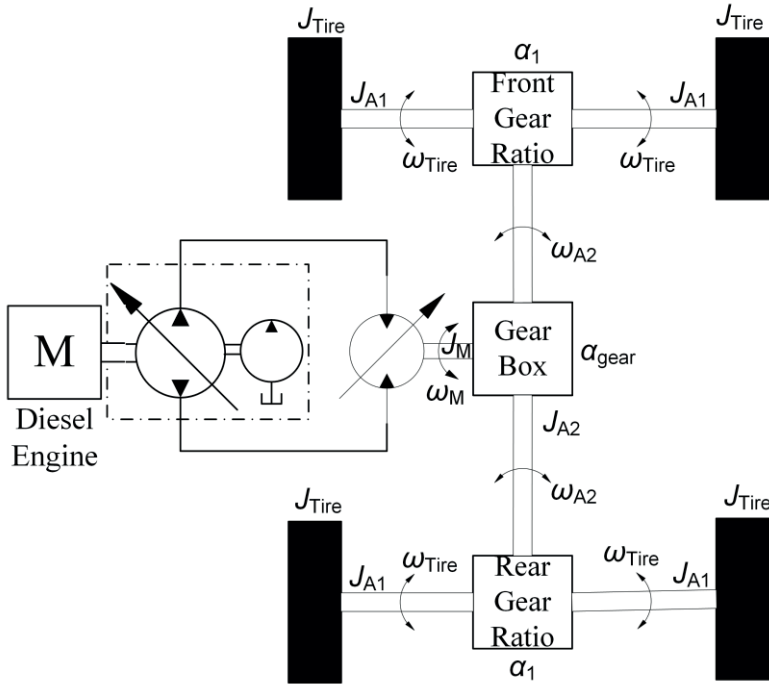 J_Tire
J_Tire
α_1
J_A1
Front
Gear
Ratio
J_A1
ω_Tire
ω_Tire
ω_A2
M
J_M
ω_M
Gear
Box
α_gear
Diesel
Engine
J_A2
J_Tire
ω_A2
J_Tire
ω_Tire
ω_Tire
J_A1
Rear
Gear
Ratio
J_A1
α_1